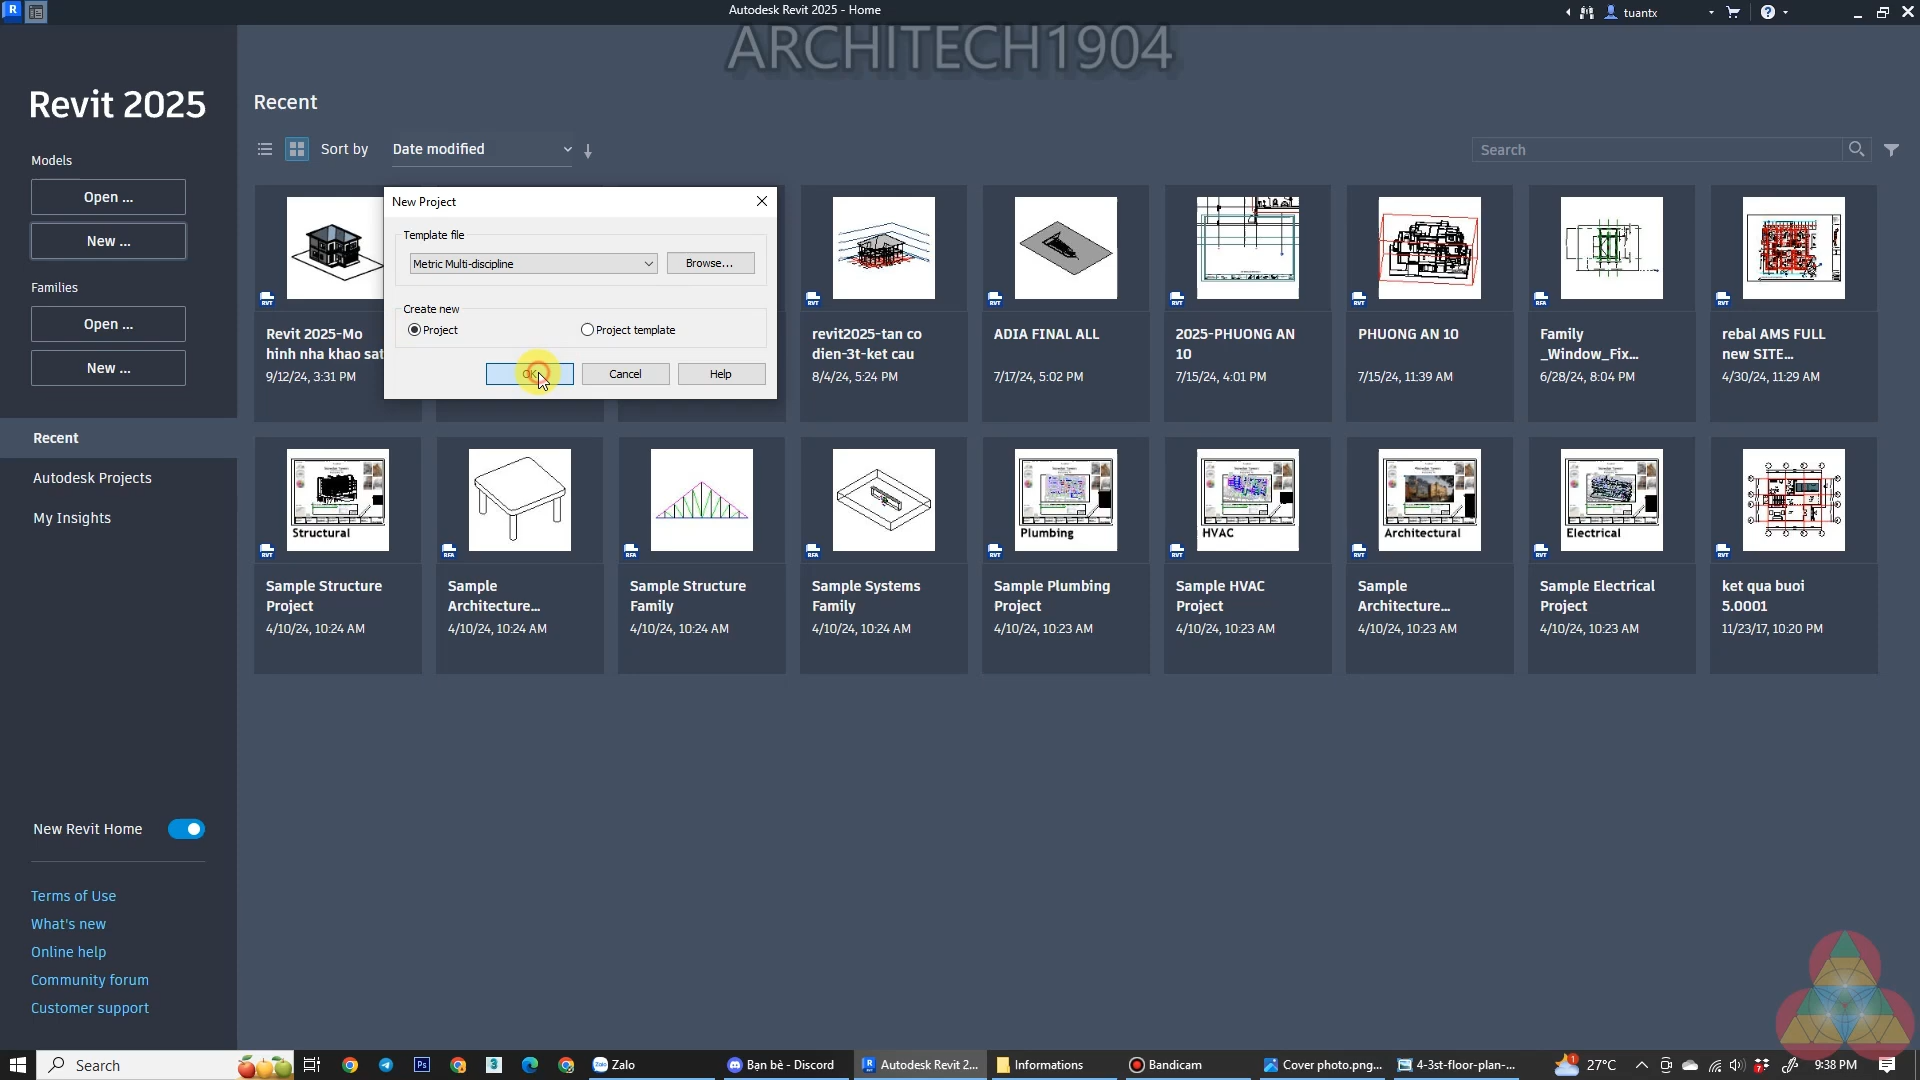 Autodesk Revit 2025 - Home
tuantx
ARCHITECH1904
Revit 2025
Models
Open ...
New ...
Families
Open ...
New ...
Recent
Autodesk Projects
My Insights
New Revit Home
Terms of Use
What's new
Online help
Community forum
Customer support
Recent
Sort by
Date modified
Search
New Project
Template file
Metric Multi-discipline
Browse...
Create new
Project
Project template
OK
Cancel
Help
Revit 2025-Mo
hinh nha khao sat
9/12/24, 3:31 PM
revit2025-tan co
dien-3t-ket cau
8/4/24, 5:24 PM
ADIA FINAL ALL
7/17/24, 5:02 PM
2025-PHUONG AN
10
7/15/24, 4:01 PM
PHUONG AN 10
7/15/24, 11:39 AM
Family
_Window_Fix...
6/28/24, 8:04 PM
rebal AMS FULL
new SITE...
4/30/24, 11:29 AM
Structural
Sample Structure
Project
4/10/24, 10:24 AM
Sample
Architecture...
4/10/24, 10:24 AM
Sample Structure
Family
4/10/24, 10:24 AM
Sample Systems
Family
4/10/24, 10:24 AM
Plumbing
Sample Plumbing
Project
4/10/24, 10:23 AM
HVAC
Sample HVAC
Project
4/10/24, 10:23 AM
Architectural
Sample
Architecture...
4/10/24, 10:23 AM
Electrical
Sample Electrical
Project
4/10/24, 10:23 AM
ket qua buoi
5.0001
11/23/17, 10:20 PM
Search
Zalo
Bạn bè - Discord
Autodesk Revit 2...
Informations
Bandicam
Cover photo.png...
4-3st-floor-plan-...
27°C
9:38 PM